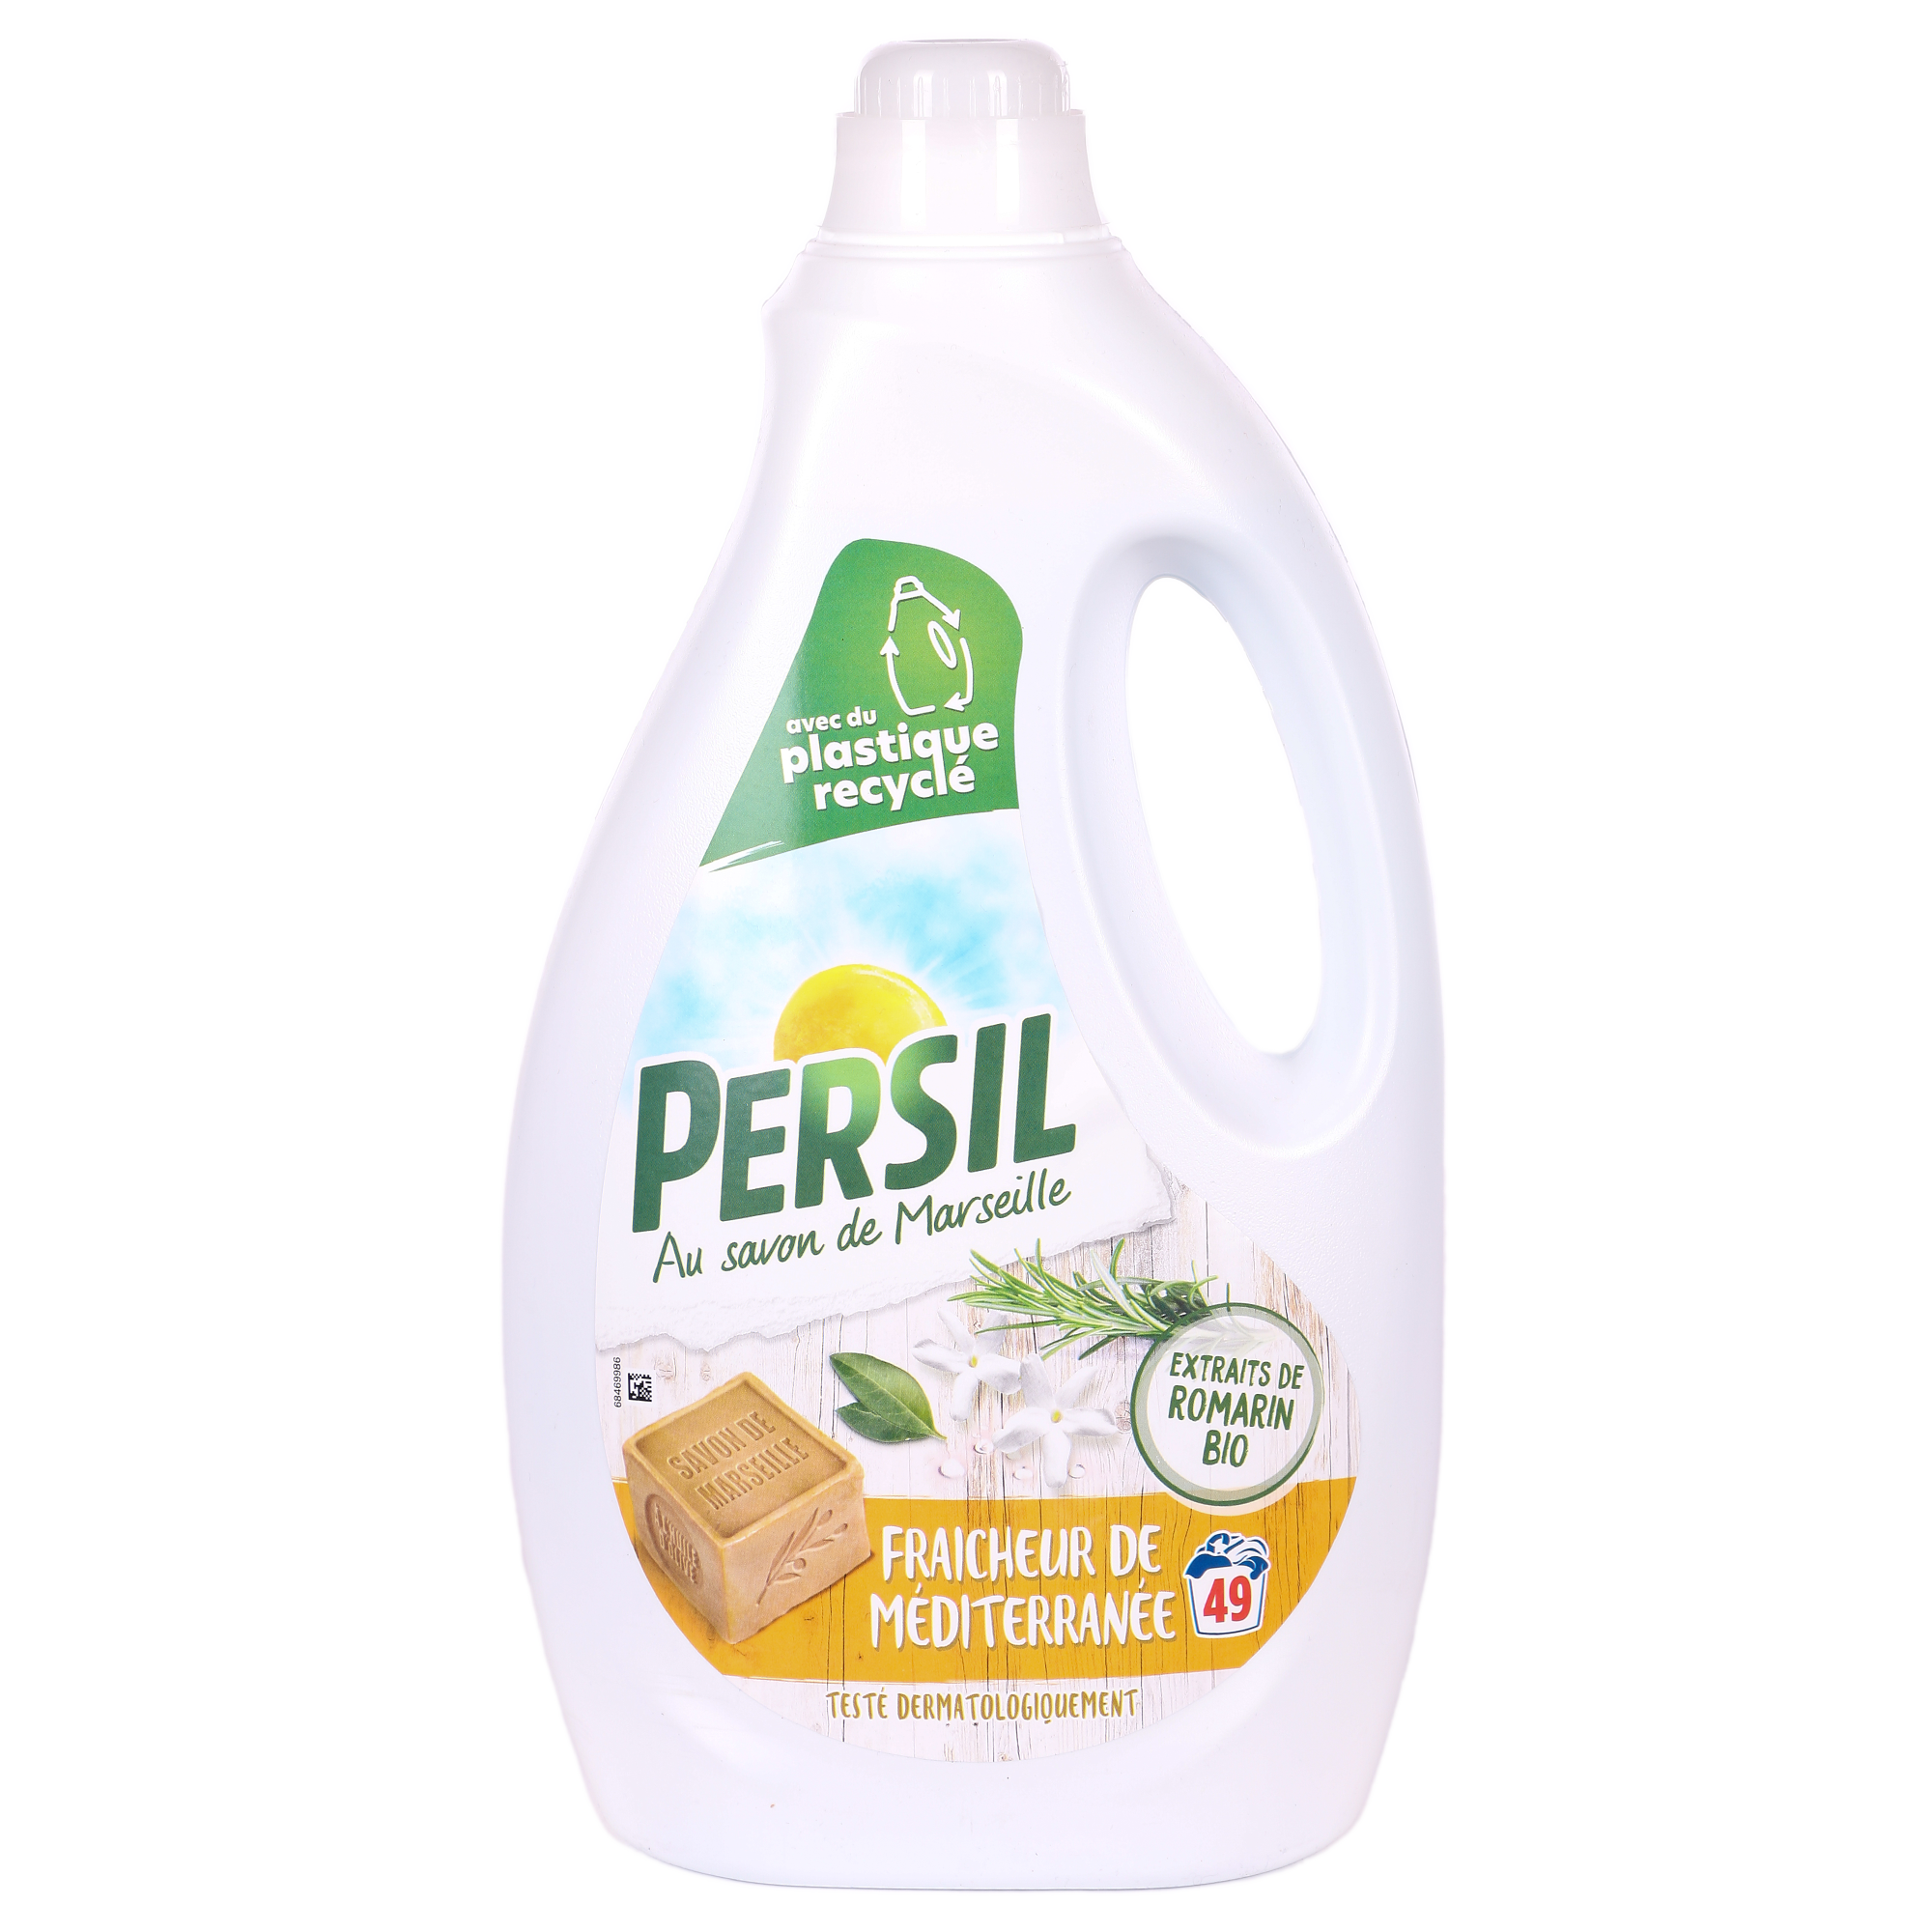 avec du
plastique
recyclé
PERSIL
Au savon de Marseille
EXTRAITS DE
ROMARIN
BIO
68469986
SAVON DE
MARSEILLE
FRAICHEUR DE
MÉDITERRANÉE
49
TESTÉ DERMATOLOGIQUEMENT